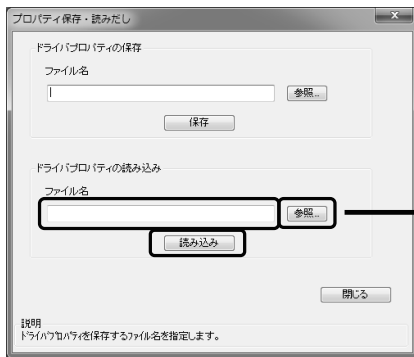 プロパティ保存・読みだし
ドライバプロパティの保存
ファイル名
参照...
保存
ドライバプロパティの読み込み
ファイル名
参照...
読み込み
閉じる
説明
ドライバプロパティを保存するファイル名を指定します。